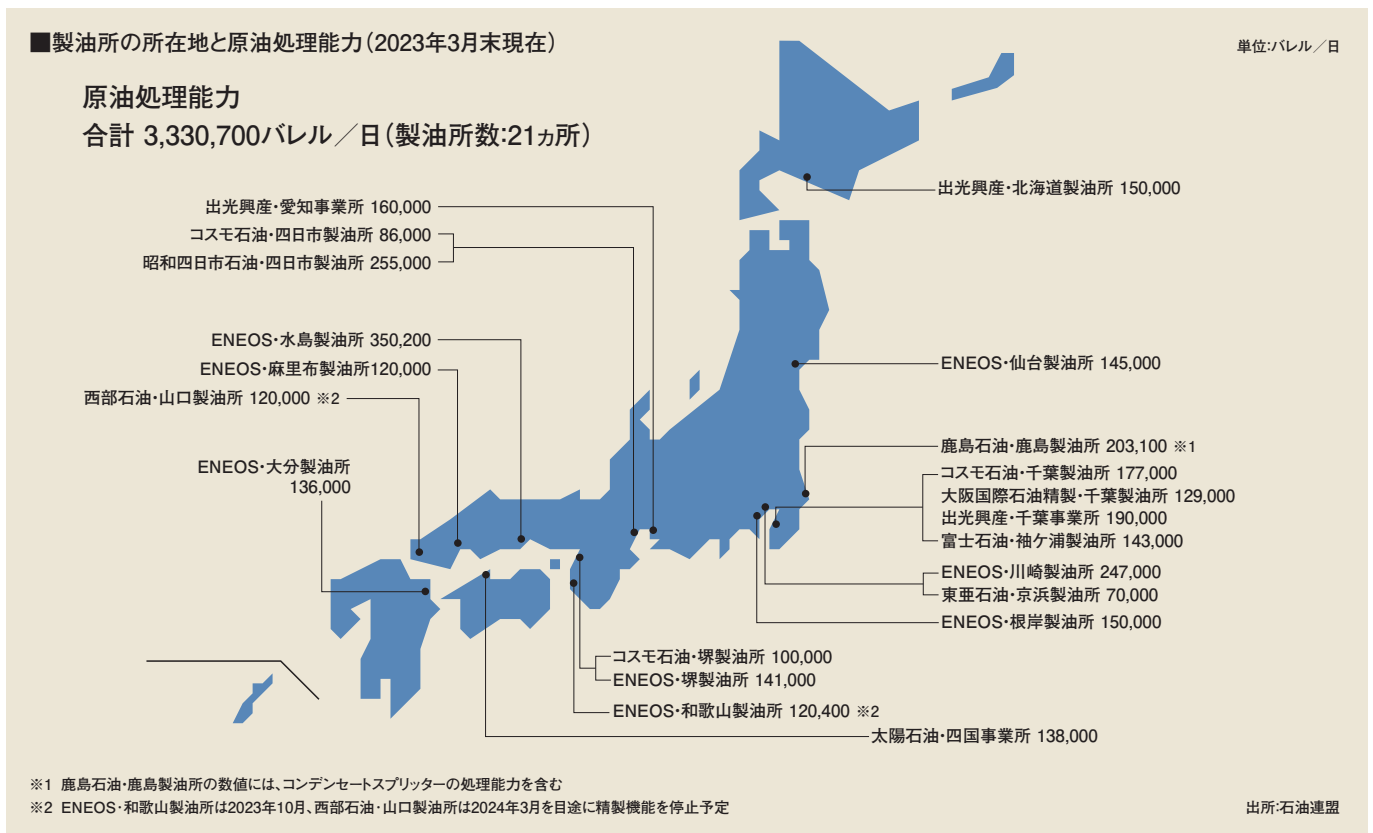 ■製油所の所在地と原油処理能力（2023年3月末現在）
単位:バレル／日
原油処理能力
合計 3,330,700バレル／日（製油所数:21ヵ所）
出光興産・北海道製油所 150,000
出光興産・愛知事業所 160,000
コスモ石油・四日市製油所 86,000
昭和四日市石油・四日市製油所 255,000
ENEOS・水島製油所 350,200
ENEOS・麻里布製油所120,000
西部石油・山口製油所 120,000 ※2
ENEOS・大分製油所
136,000
ENEOS・仙台製油所 145,000
鹿島石油・鹿島製油所 203,100 ※1
コスモ石油・千葉製油所 177,000
大阪国際石油精製・千葉製油所 129,000
出光興産・千葉事業所 190,000
富士石油・袖ケ浦製油所 143,000
ENEOS・川崎製油所 247,000
東亜石油・京浜製油所 70,000
ENEOS・根岸製油所 150,000
コスモ石油・堺製油所 100,000
ENEOS・堺製油所 141,000
ENEOS・和歌山製油所 120,400 ※2
太陽石油・四国事業所 138,000
※1 鹿島石油・鹿島製油所の数値には、コンデンセートスプリッターの処理能力を含む
※2 ENEOS・和歌山製油所は2023年10月、西部石油・山口製油所は2024年3月を目途に精製機能を停止予定
出所:石油連盟